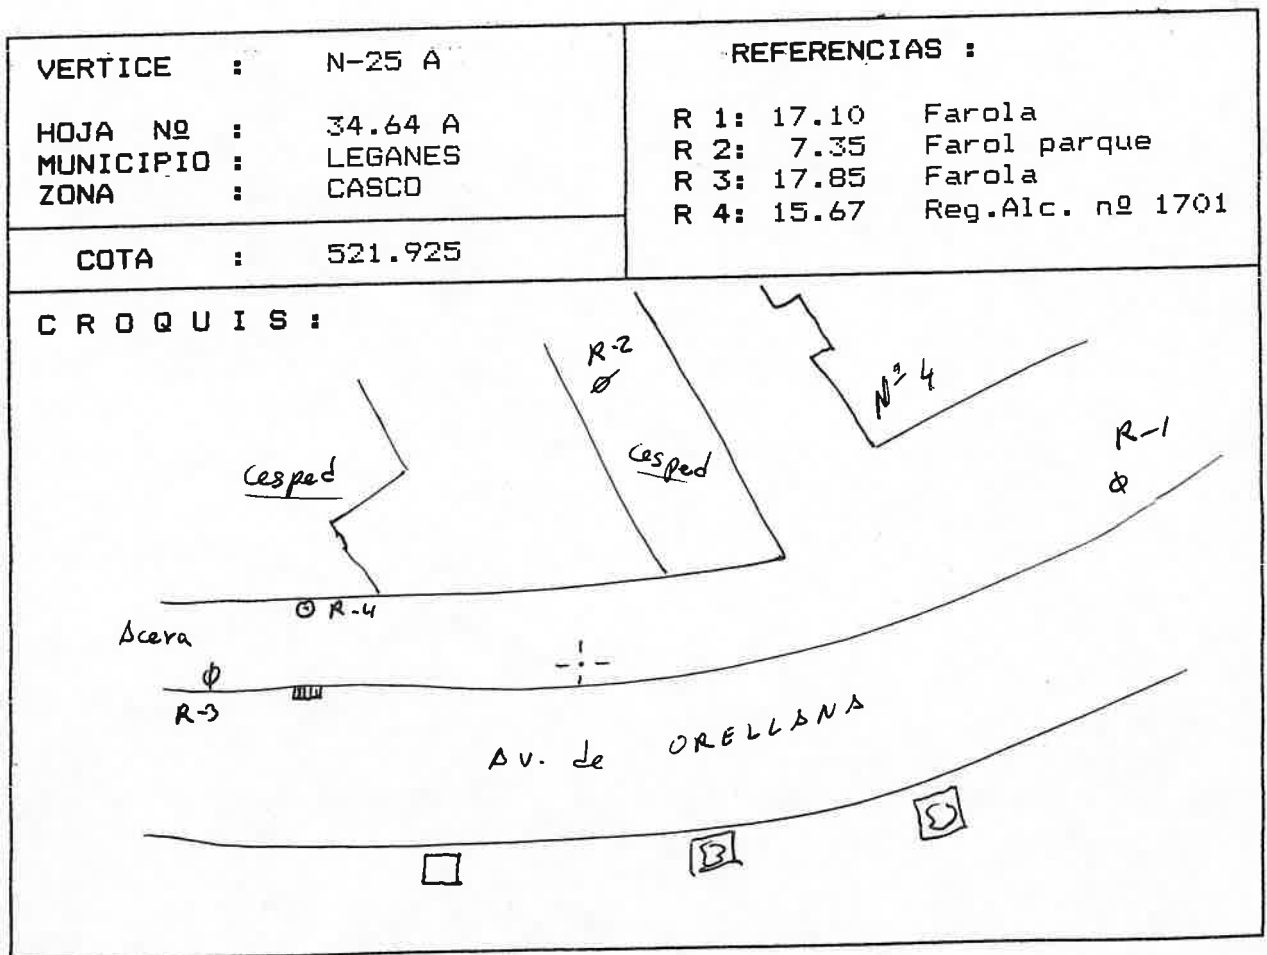 VERTICE : N-25 A
HOJA Nº : 34.64 A
MUNICIPIO : LEGANES
ZONA : CASCO
COTA : 521.925
REFERENCIAS :
R 1: 17.10 Farola
R 2: 7.35 Farol parque
R 3: 17.85 Farola
R 4: 15.67 Reg.Alc. nº 1701
C R O Q U I S :
R-2
Nº 4
R-1
Cesped
Cesped
R-4
Acera
R-3
Av. de ORELLANA